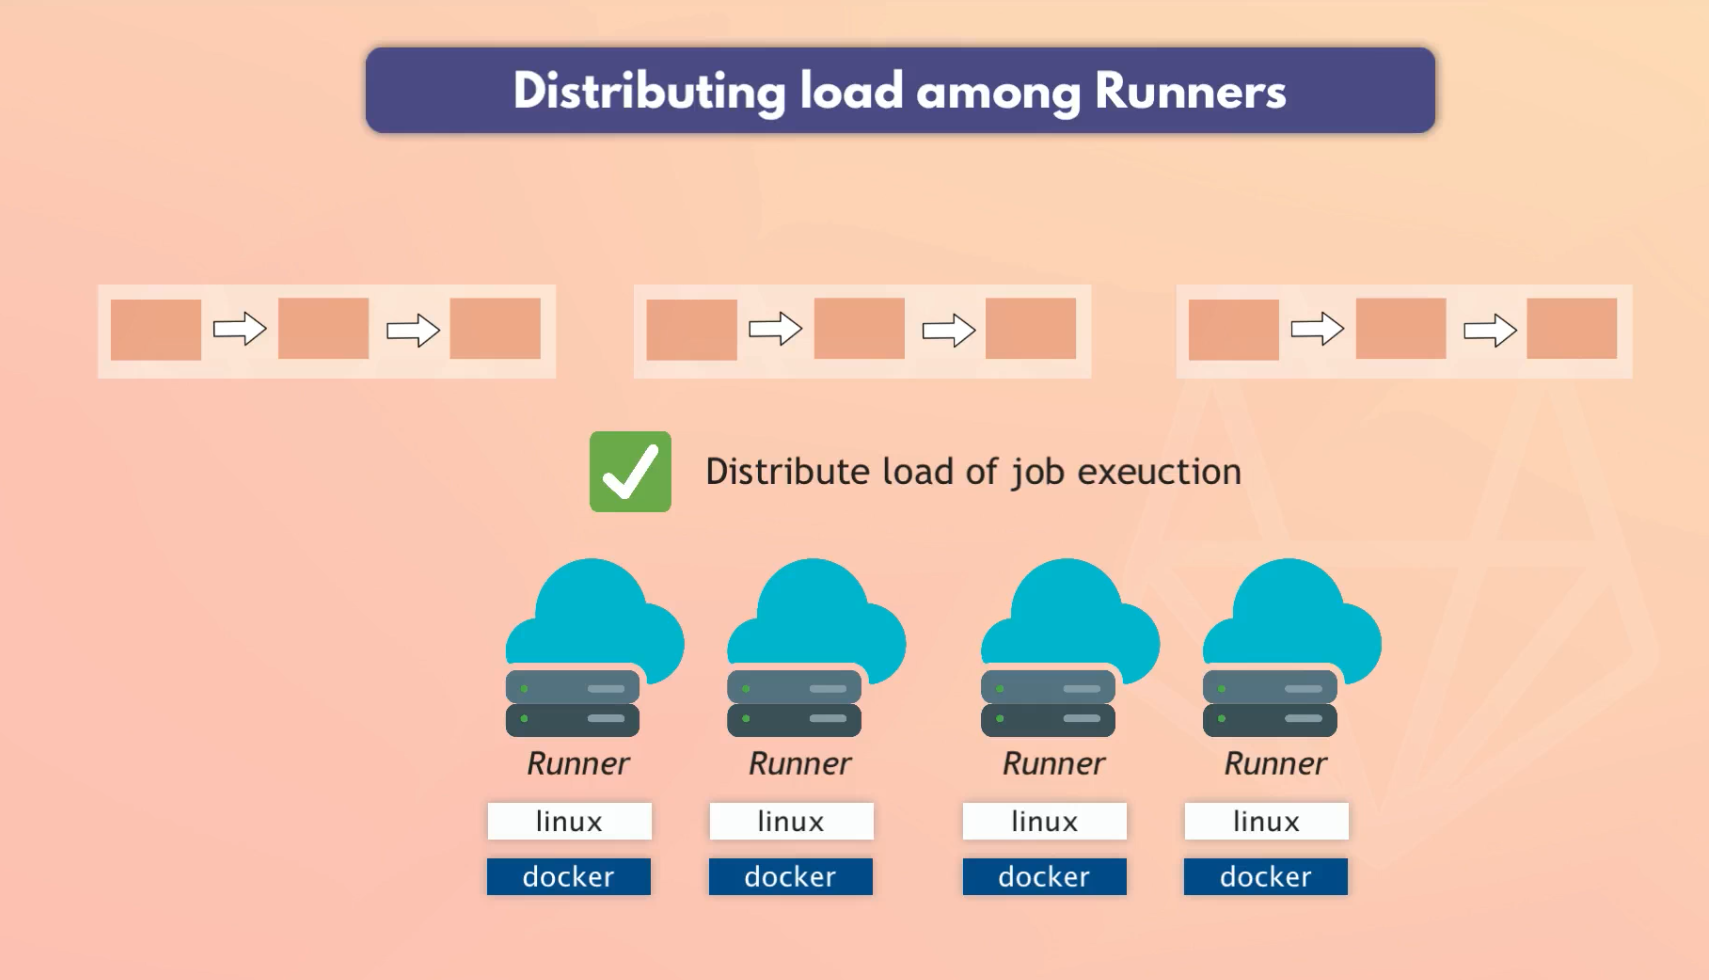 Distributing load among Runners
Distribute load of job exeuction
Runner Runner Runner Runner
linux linux linux linux
docker docker docker docker